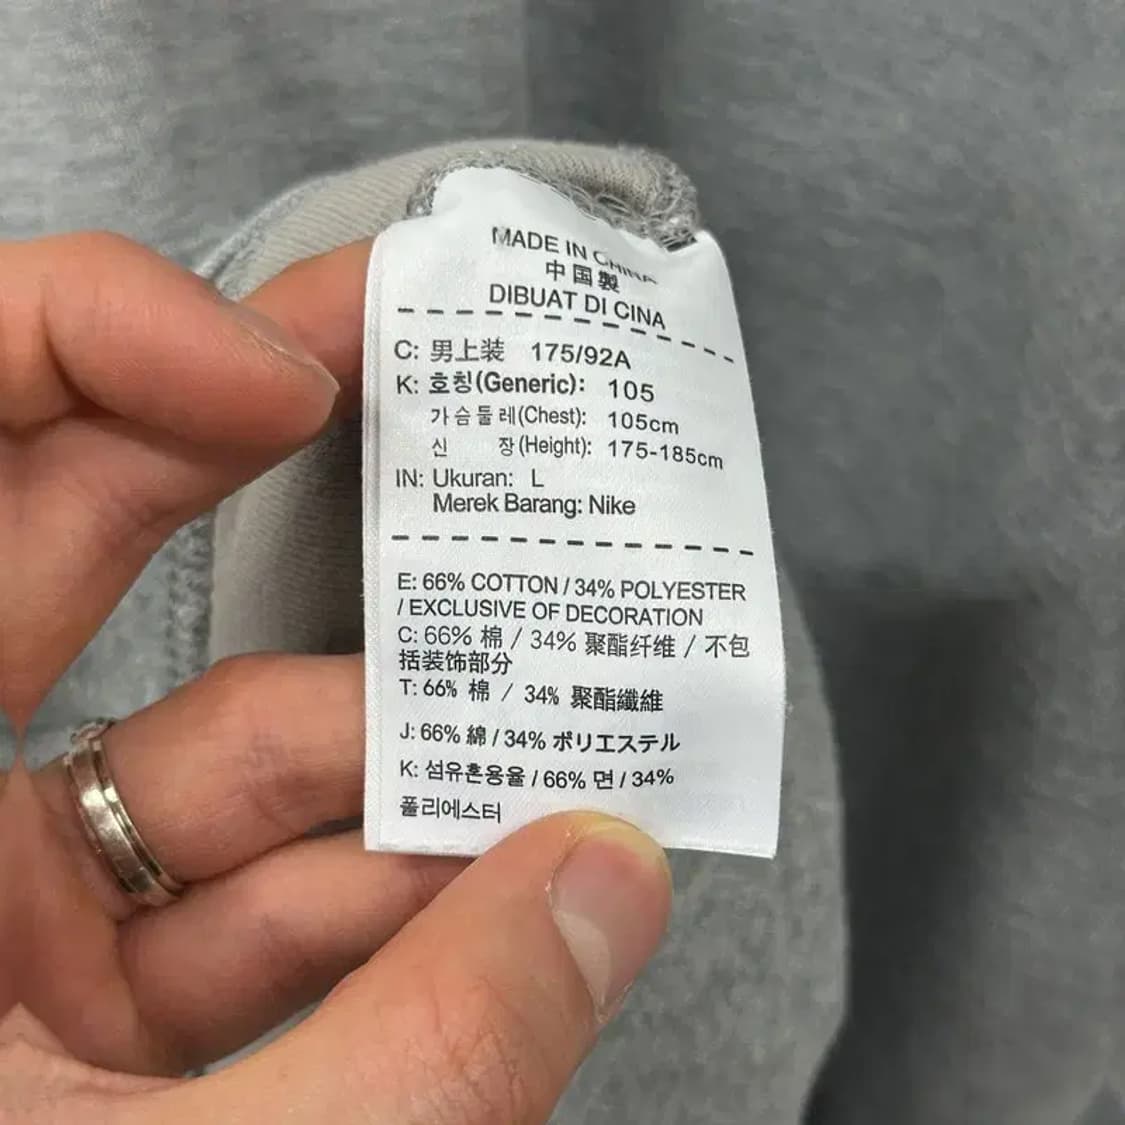 MADE IN CHINA
中国製
DIBUAT DI CINA
C: 男上装 175/92A
K: 호칭(Generic): 105
가슴둘레(Chest): 105cm
신 장(Height): 175-185cm
IN: Ukuran: L
Merek Barang: Nike
E: 66% COTTON / 34% POLYESTER
/ EXCLUSIVE OF DECORATION
C: 66% 棉 / 34% 聚酯纤维 / 不包
括装饰部分
T: 66% 棉 / 34% 聚酯纖維
J: 66% 綿 / 34% ポリエステル
K: 섬유혼용율 / 66% 면 / 34%
폴리에스터